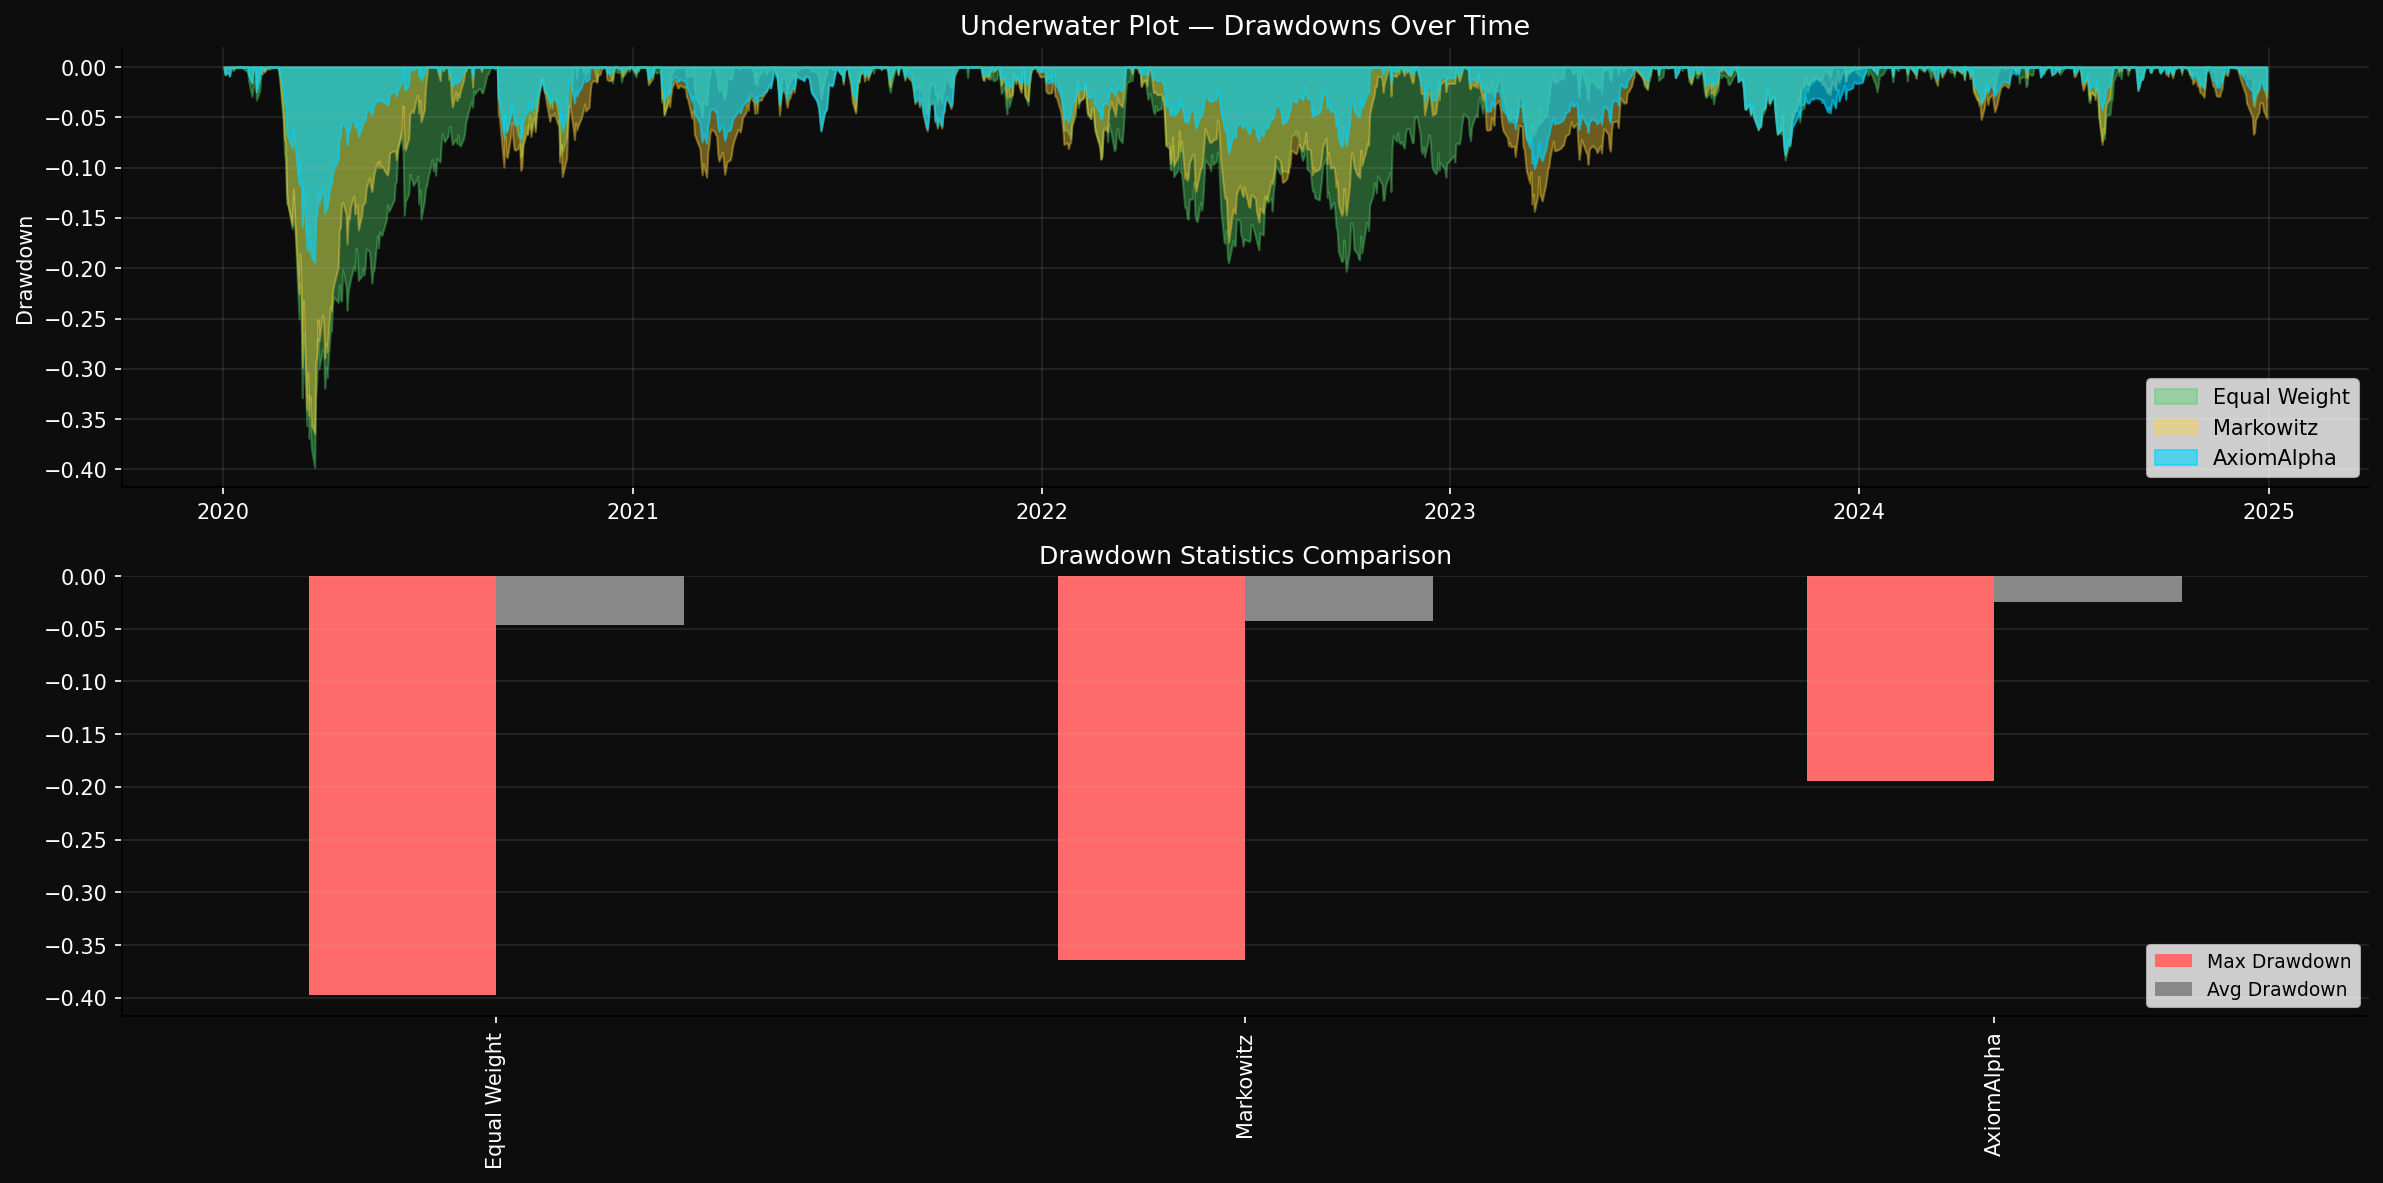 Underwater Plot — Drawdowns Over Time
Drawdown
0.00
−0.05
−0.10
−0.15
−0.20
−0.25
−0.30
−0.35
−0.40
Equal Weight
Markowitz
AxiomAlpha
2020 2021 2022 2023 2024 2025
Drawdown Statistics Comparison
0.00
−0.05
−0.10
−0.15
−0.20
−0.25
−0.30
−0.35
−0.40
Max Drawdown
Avg Drawdown
Equal Weight
Markowitz
AxiomAlpha